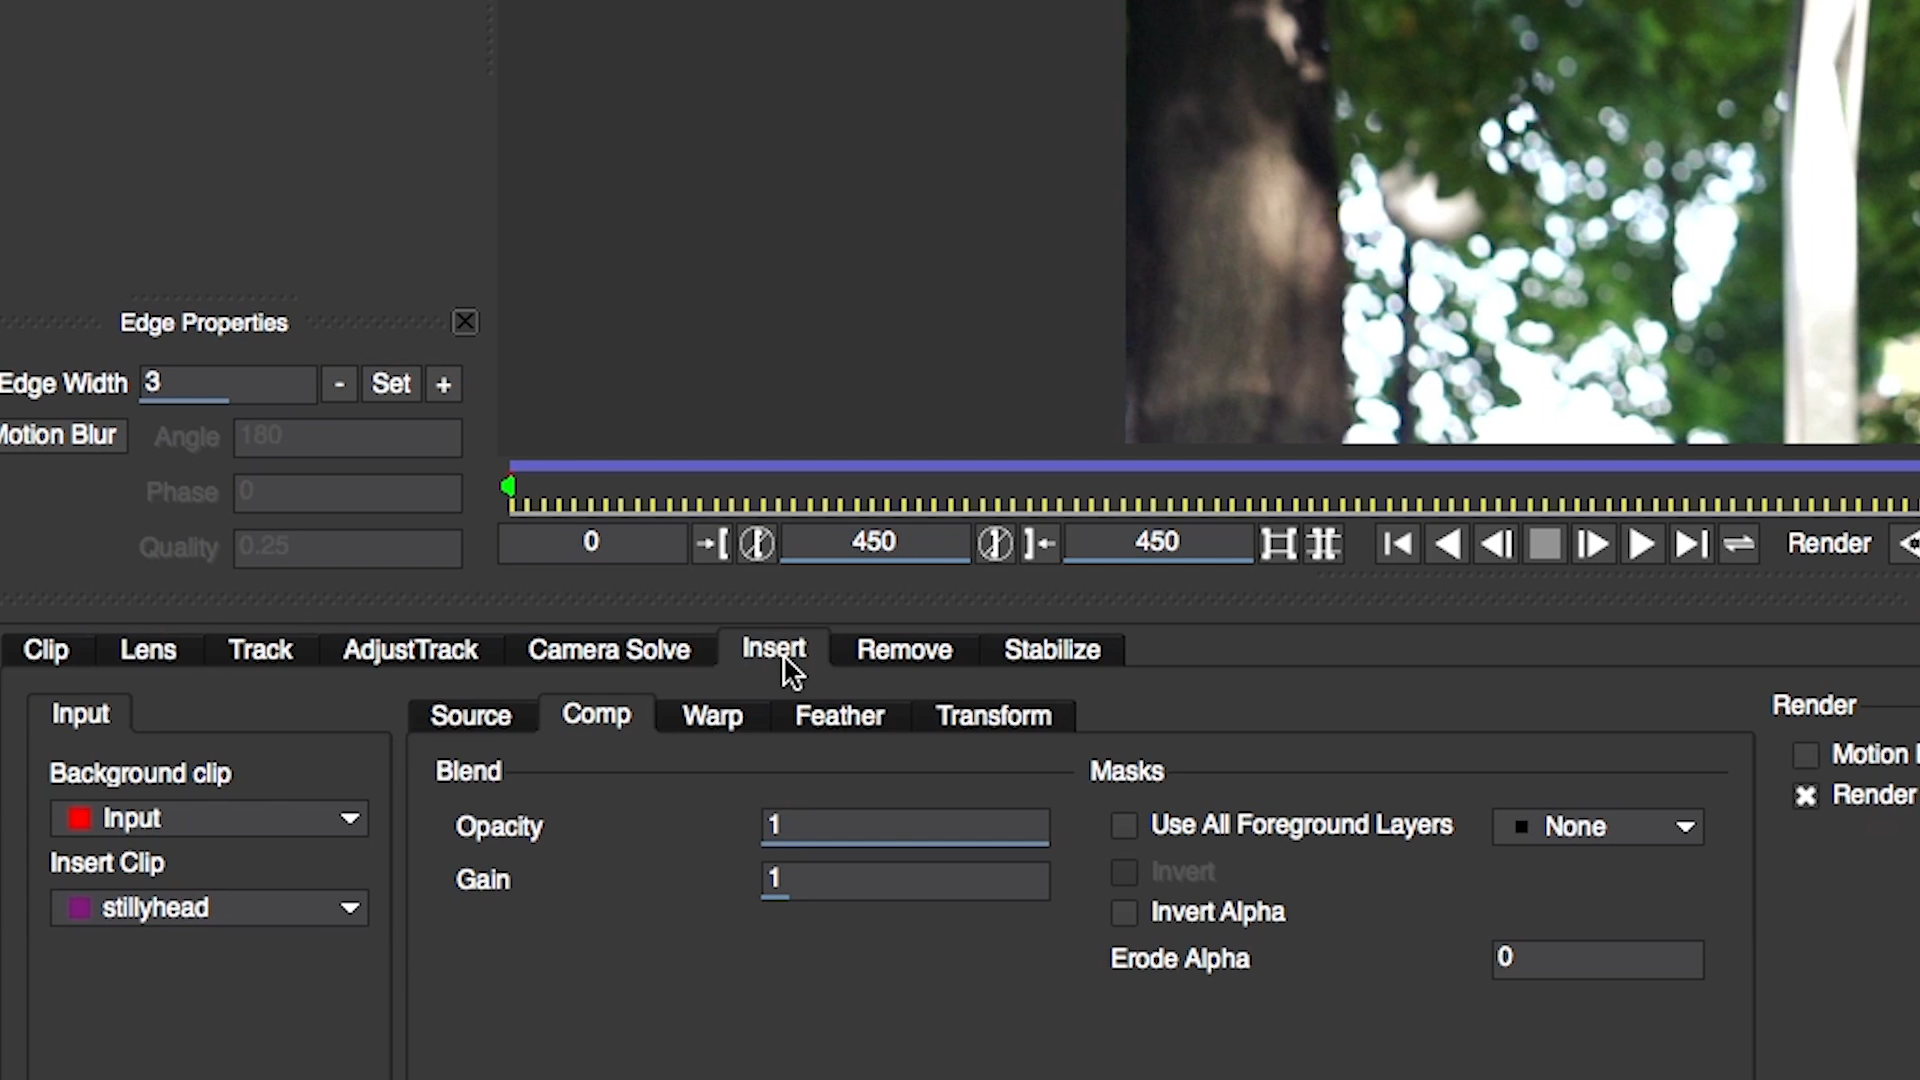 Edge Properties
Edge Width 3 - Set +
Motion Blur Angle 180
Phase 0
Quality 0.25
0 450 450 Render
Clip Lens Track AdjustTrack Camera Solve Insert Remove Stabilize
Input Source Comp Warp Feather Transform Render
Background clip Blend Masks Motion
Input Opacity 1 Use All Foreground Layers None Render
Insert Clip Gain 1 Invert
stillyhead Invert Alpha
Erode Alpha 0